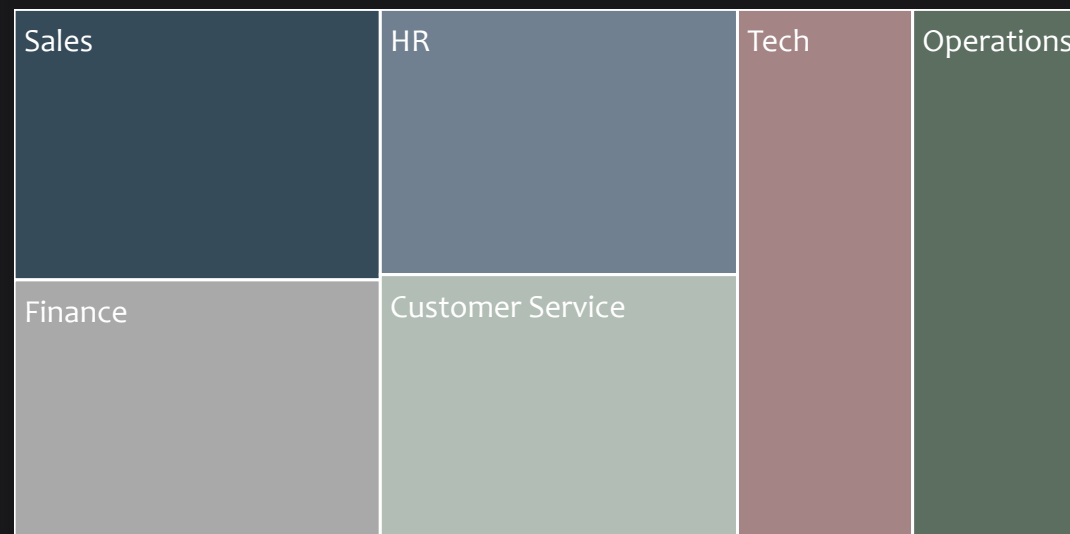 Sales
HR
Tech
Operations
Finance
Customer Service